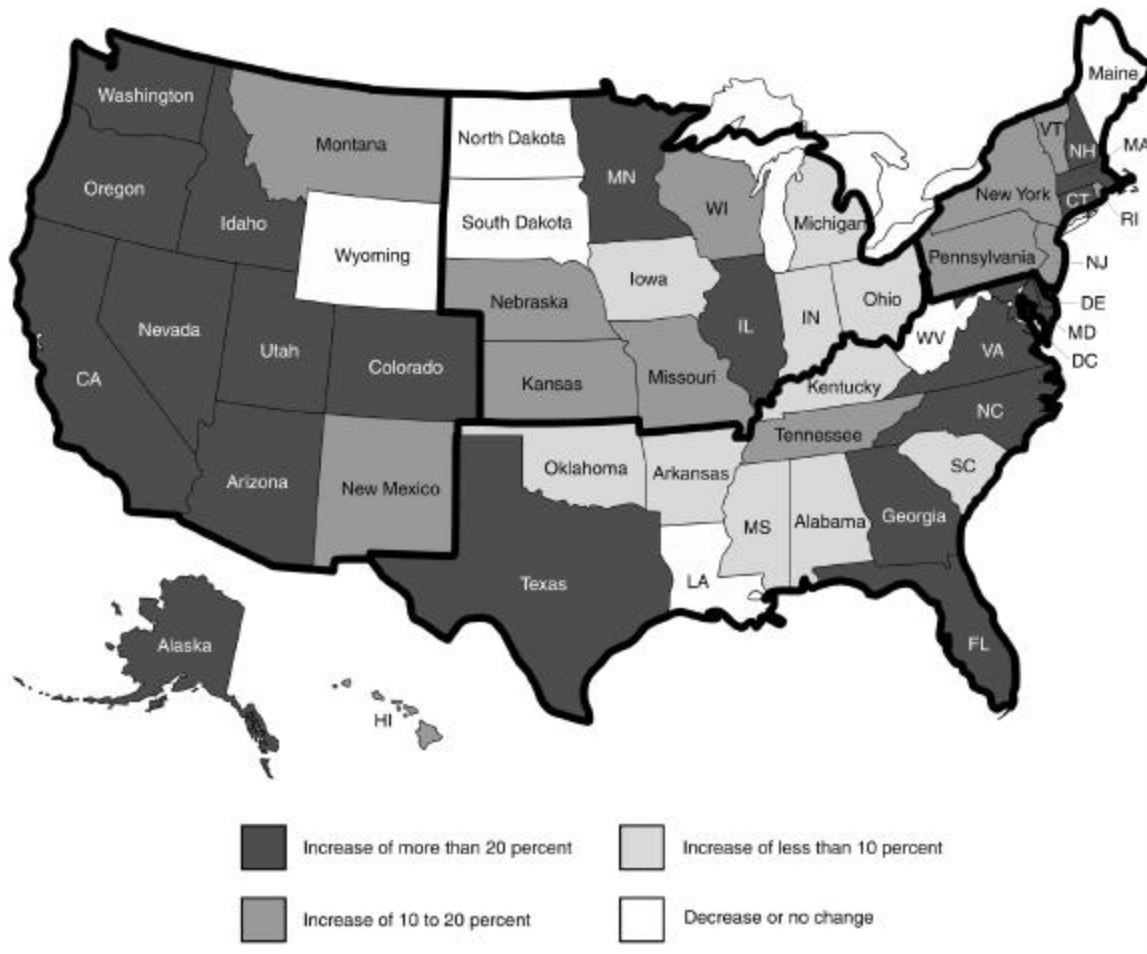 Maine
Washington
North Dakota
Montana
VT
NH
MA
MN
Oregon
New York
CT
Idaho
South Dakota
WI
Michigan
RI
Wyoming
Pennsylvania
NJ
Iowa
Nebraska
Ohio
DE
Nevada
IL
IN
MD
Utah
WV
VA
DC
Colorado
CA
Kansas
Missouri
Kentucky
NC
Tennessee
Oklahoma
Arkansas
SC
Arizona
New Mexico
MS
Alabama
Georgia
Texas
LA
Alaska
FL
HI
Increase of more than 20 percent
Increase of less than 10 percent
Increase of 10 to 20 percent
Decrease or no change